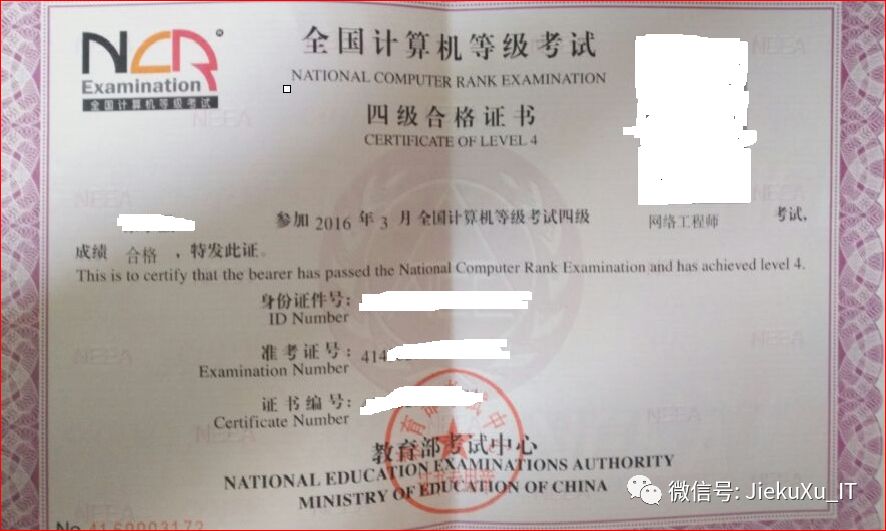 NCR
Examination
全国计算机等级考试
全国计算机等级考试
NATIONAL COMPUTER RANK EXAMINATION
四级合格证书
CERTIFICATE OF LEVEL 4
参加 2016 年 3 月全国计算机等级考试四级 网络工程师 考试,
成绩 合格 ,特发此证。
This is to certify that the bearer has passed the National Computer Rank Examination and has achieved level 4.
身份证件号:
ID Number
准考证号: 414
Examination Number
证书编号:
Certificate Number
教育部考试中心
NATIONAL EDUCATION EXAMINATIONS AUTHORITY
MINISTRY OF EDUCATION OF CHINA
微信号: JiekuXu_IT
No
NEEA
NEEA
NEEA
NEEA
NEEA